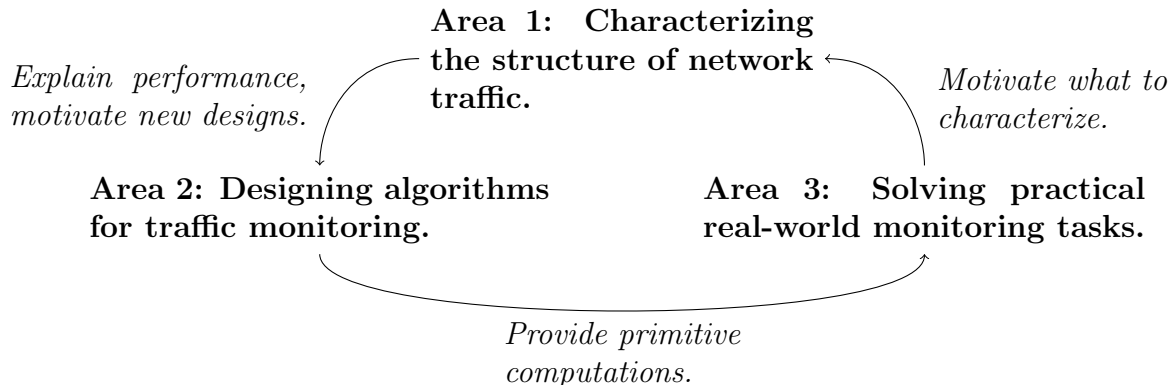 Area 1: Characterizing
the structure of network
traffic.
Explain performance,
motivate new designs.
Motivate what to
characterize.
Area 2: Designing algorithms
for traffic monitoring.
Area 3: Solving practical
real-world monitoring tasks.
Provide primitive
computations.